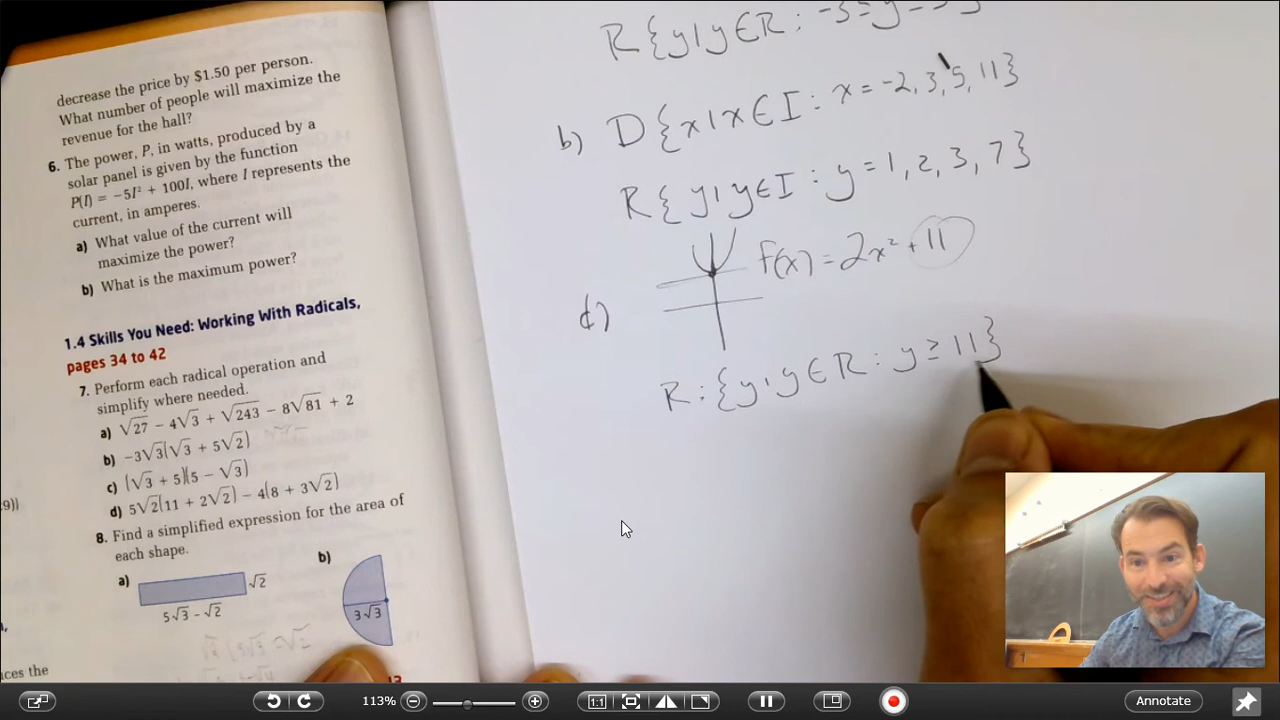 decrease the price by $1.50 per person.
What number of people will maximize the
revenue for the hall?
6. The power, P, in watts, produced by a
solar panel is given by the function
P(I) = −5I² + 100I, where I represents the
current, in amperes.
a) What value of the current will
maximize the power?
b) What is the maximum power?
1.4 Skills You Need: Working With Radicals,
pages 34 to 42
7. Perform each radical operation and
simplify where needed.
a) √27 − 4√3 + √243 − 8√81 + 2
b) −3√3(√3 + 5√2)
c) (√3 + 5)(5 − √3)
d) 5√2(11 + 2√2) − 4(8 + 3√2)
8. Find a simplified expression for the area of
each shape.
a)
√2
5√3 − √2
b)
3√3
ces the
R{y|y∈R:
b) D{x|x∈I: x = -2, 3, 5, 11}
R{y|y∈I: y = 1, 2, 3, 7}
d)
f(x) = 2x² + 11
R:{y|y∈R: y ≥ 11}
113%
1:1
Annotate